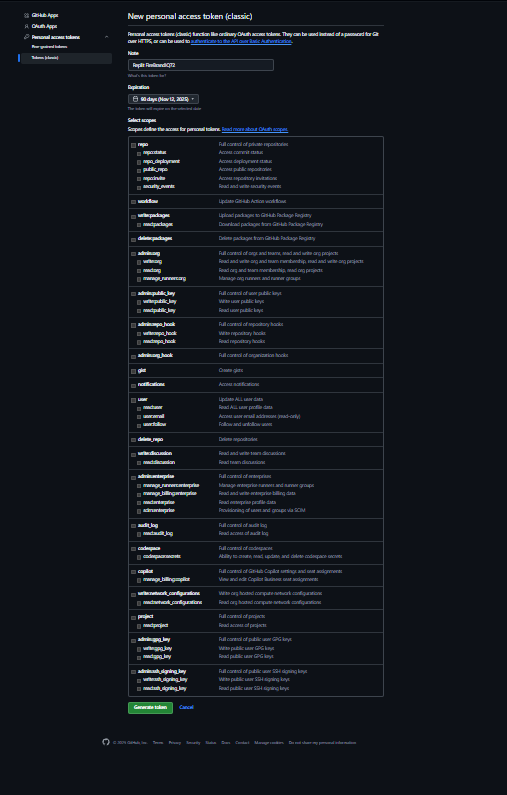 GitHub Apps
OAuth Apps
Personal access tokens
Fine-grained tokens
Tokens (classic)
New personal access token (classic)
Personal access tokens (classic) function like ordinary OAuth access tokens. They can be used instead of a password for Git
over HTTPS, or can be used to authenticate to the API over Basic Authentication.
Note
What's this token for?
Expiration
90 days (Nov 12, 2025)
The token will expire on the selected date
Select scopes
Scopes define the access for personal tokens. Read more about OAuth scopes.
repo Full control of private repositories
repo:status Access commit status
repo_deployment Access deployment status
public_repo Access public repositories
repo:invite Access repository invitations
security_events Read and write security events
workflow Update GitHub Action workflows
write:packages Upload packages to GitHub Package Registry
read:packages Download packages from GitHub Package Registry
delete:packages Delete packages from GitHub Package Registry
admin:org Full control of orgs and teams, read and write org projects
write:org Read and write org and team membership, read and write org projects
read:org Read org and team membership, read org projects
manage_runners:org Manage org runners and runner groups
admin:public_key Full control of user public keys
write:public_key Write user public keys
read:public_key Read user public keys
admin:repo_hook Full control of repository hooks
write:repo_hook Write repository hooks
read:repo_hook Read repository hooks
admin:org_hook Full control of organization hooks
gist Create gists
notifications Access notifications
user Update ALL user data
read:user Read ALL user profile data
user:email Access user email addresses (read-only)
user:follow Follow and unfollow users
delete_repo Delete repositories
write:discussion Read and write team discussions
read:discussion Read team discussions
admin:enterprise Full control of enterprises
manage_runners:enterprise Manage enterprise runners and runner groups
manage_billing:enterprise Read and write enterprise billing data
read:enterprise Read enterprise profile data
scim:enterprise Provisioning of users and groups via SCIM
audit_log Full control of audit log
read:audit_log Read access of audit log
codespace Full control of codespaces
codespace:secrets Ability to create, read, update, and delete codespace secrets
copilot Full control of GitHub Copilot settings and seat assignments
manage_billing:copilot View and edit Copilot Business seat assignments
write:network_configurations Write org hosted compute network configurations
read:network_configurations Read org hosted compute network configurations
project Full control of projects
read:project Read access of projects
admin:gpg_key Full control of public user GPG keys
write:gpg_key Write public user GPG keys
read:gpg_key Read public user GPG keys
admin:ssh_signing_key Full control of public user SSH signing keys
write:ssh_signing_key Write public user SSH signing keys
read:ssh_signing_key Read public user SSH signing keys
Generate token Cancel
© 2025 GitHub, Inc. Terms Privacy Security Status Docs Contact Manage cookies Do not share my personal information